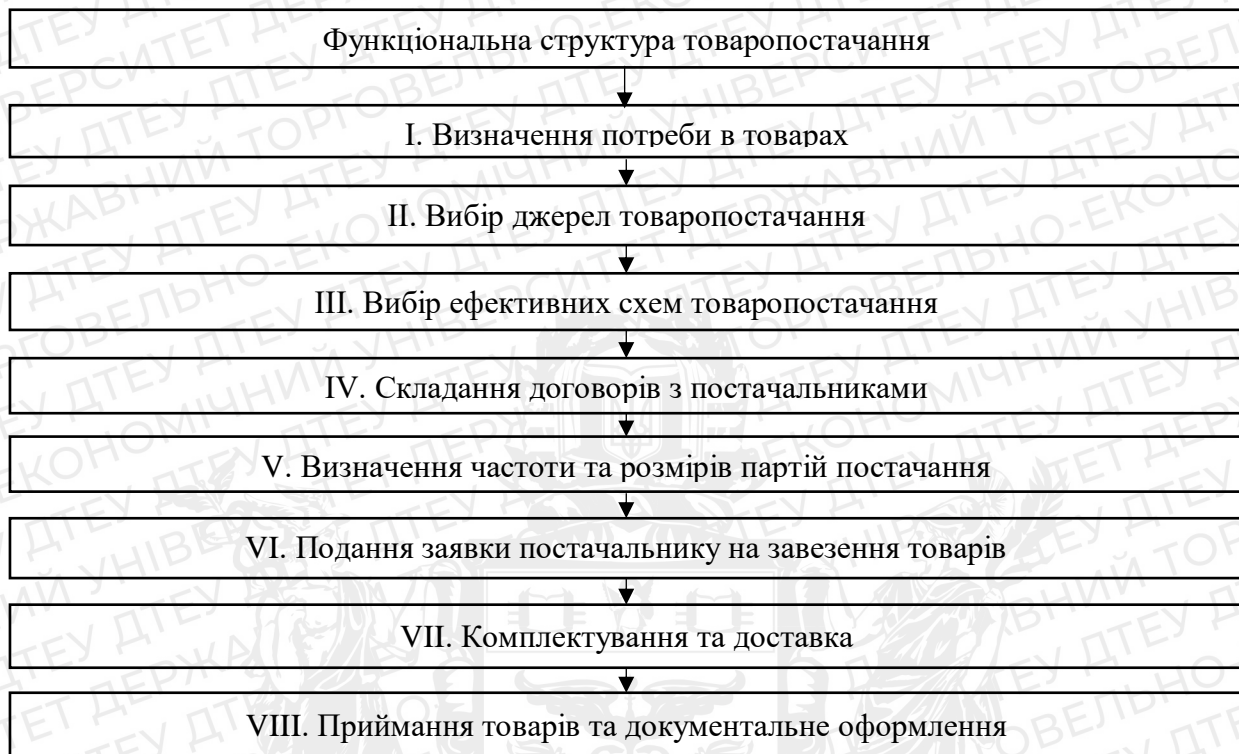 Функціональна структура товаропостачання
I. Визначення потреби в товарах
II. Вибір джерел товаропостачання
III. Вибір ефективних схем товаропостачання
IV. Складання договорів з постачальниками
V. Визначення частоти та розмірів партій постачання
VI. Подання заявки постачальнику на завезення товарів
VII. Комплектування та доставка
VIII. Приймання товарів та документальне оформлення